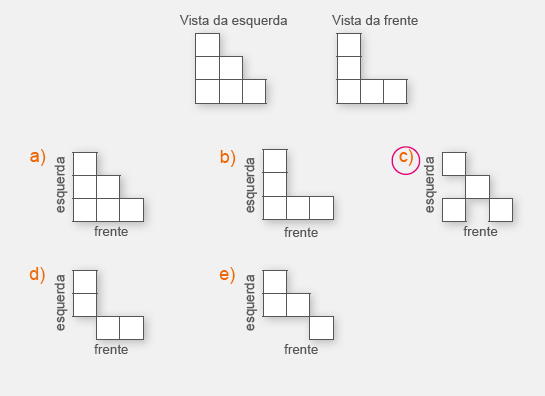 Vista da esquerda
Vista da frente
a)
esquerda
frente
b)
esquerda
frente
c)
esquerda
frente
d)
esquerda
frente
e)
esquerda
frente